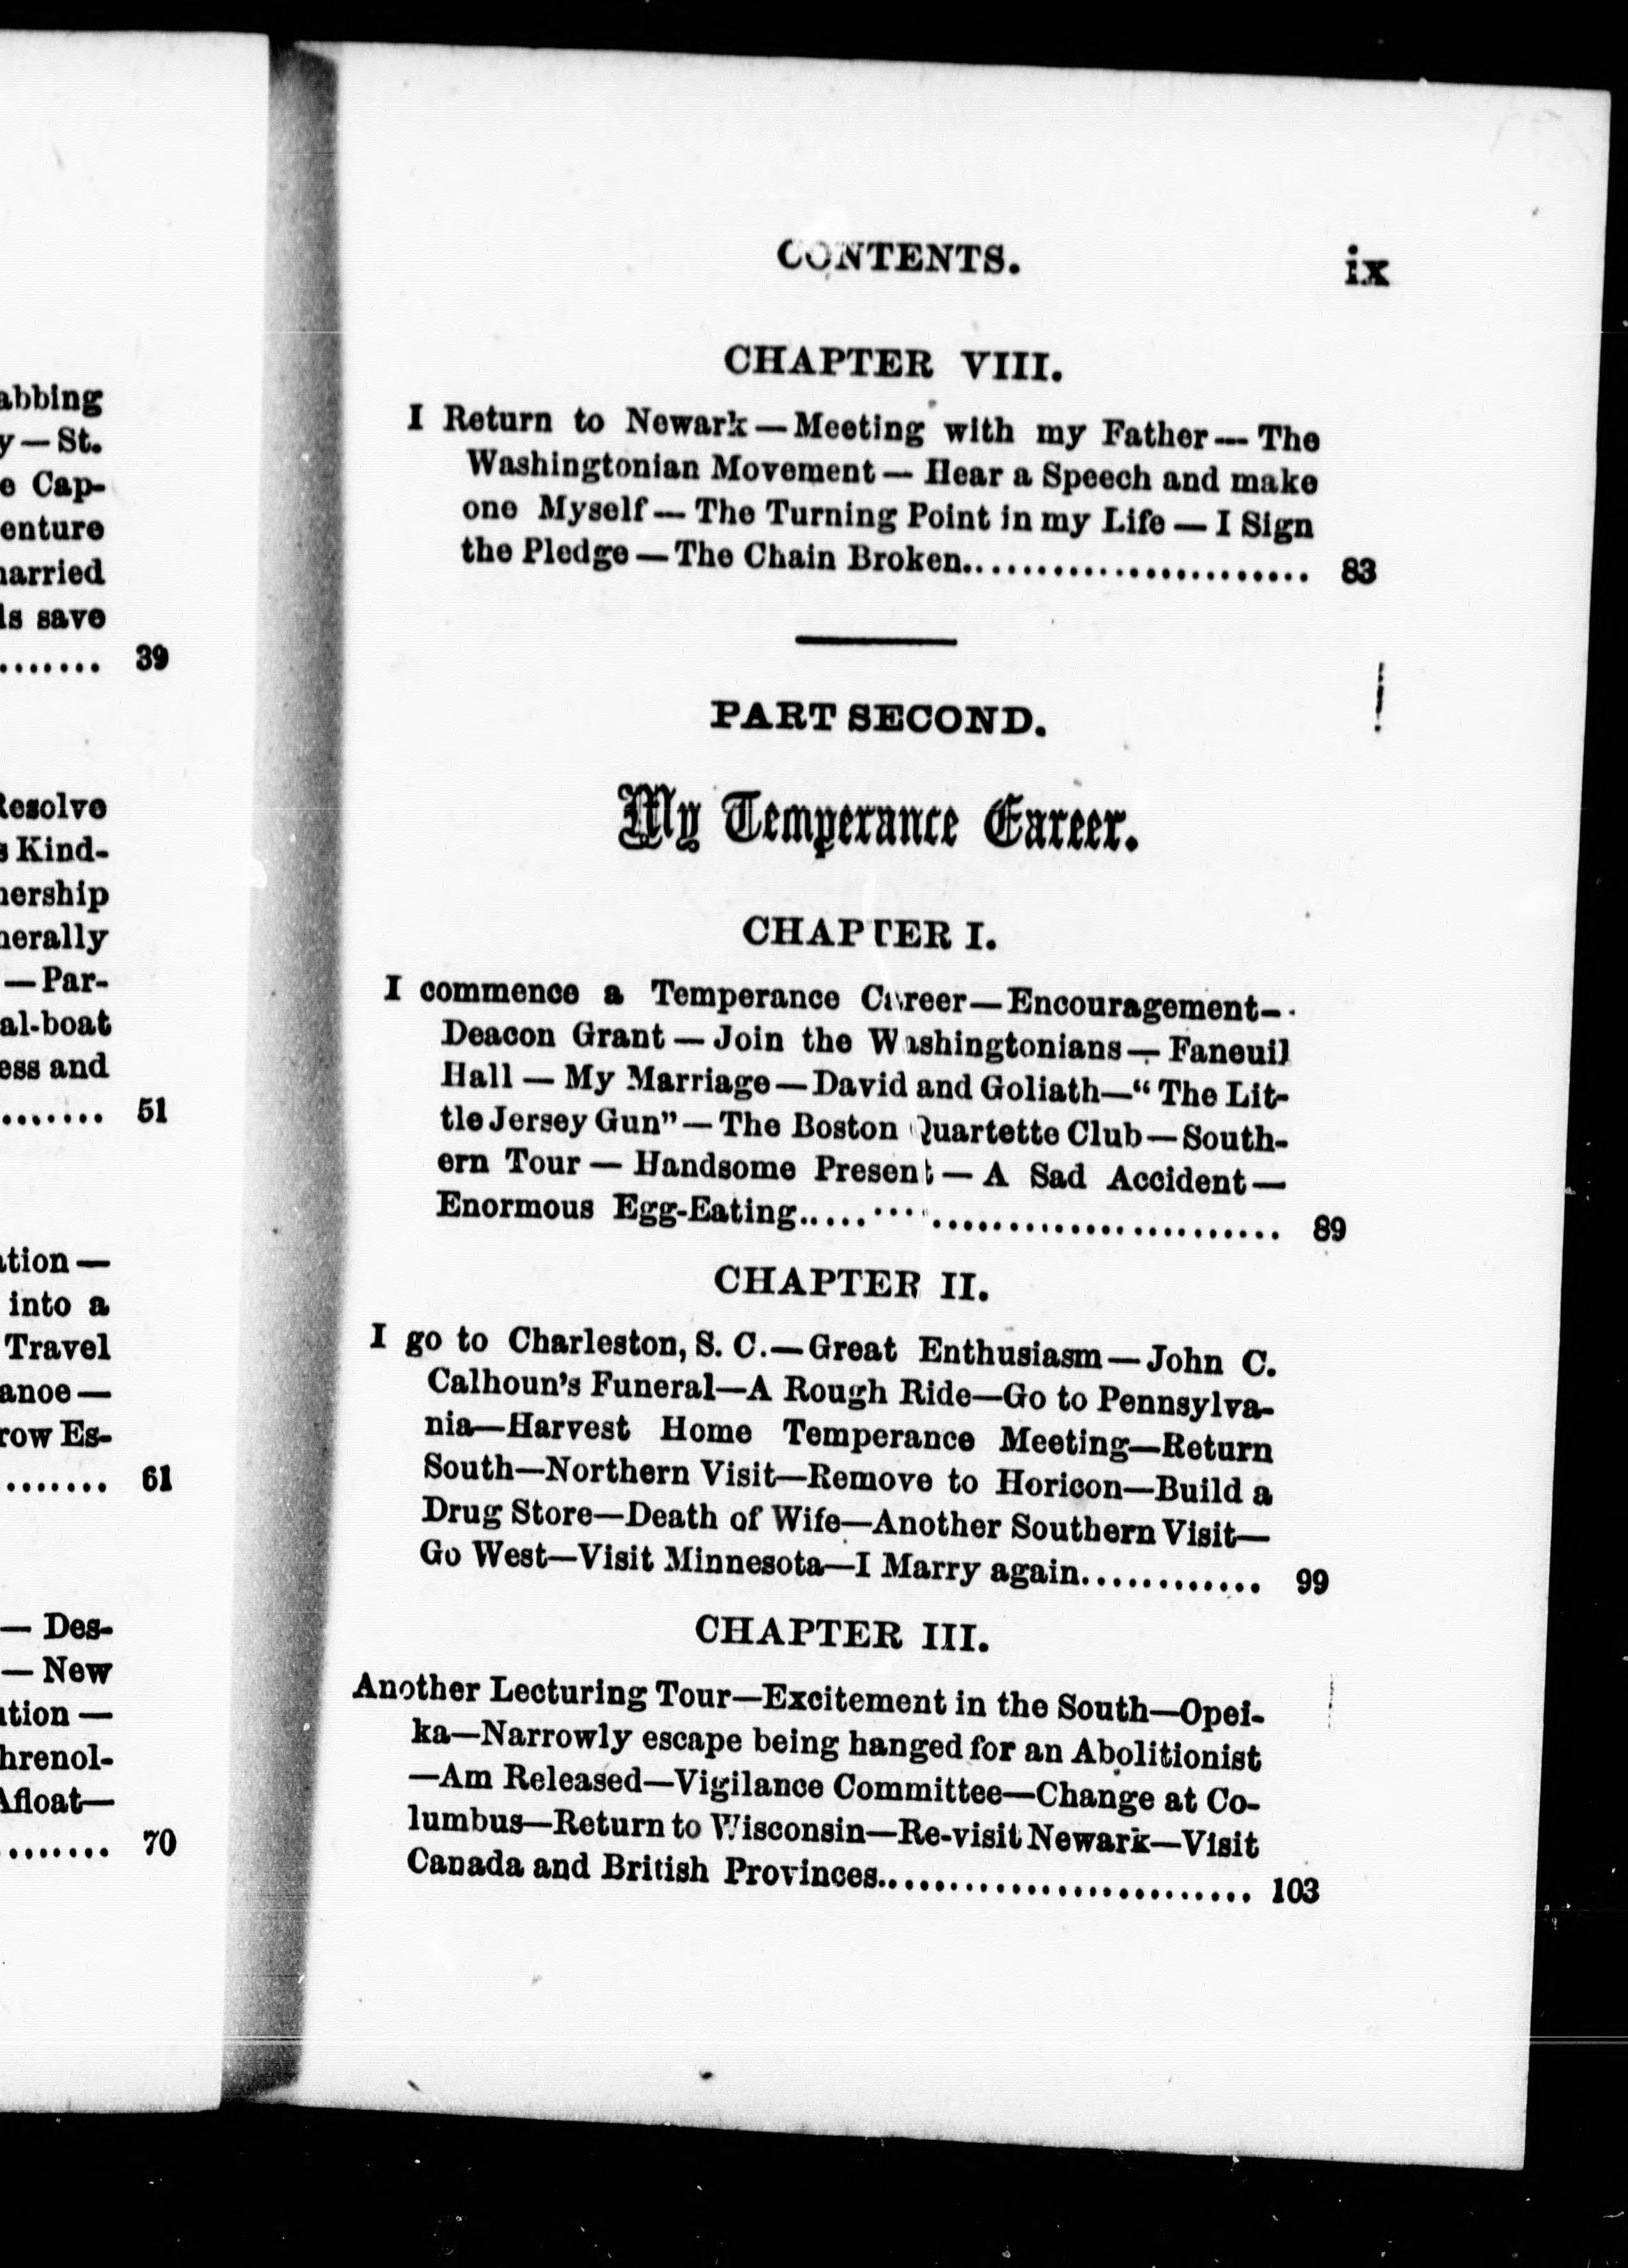 abbing
y — St.
e Cap-
enture
married
ls save
....... 39
Resolve
s Kind-
nership
nerally
— Par-
al-boat
ess and
........ 51
ation —
into a
Travel
anoe —
row Es-
....... 61
— Des-
— New
ation —
hrenol-
Afloat—
........ 70
CONTENTS. ix
CHAPTER VIII.
I Return to Newark — Meeting with my Father — The
Washingtonian Movement — Hear a Speech and make
one Myself — The Turning Point in my Life — I Sign
the Pledge — The Chain Broken........................ 83
PART SECOND.
My Temperance Career.
CHAPTER I.
I commence a Temperance Career — Encouragement —
Deacon Grant — Join the Washingtonians — Faneuil
Hall — My Marriage — David and Goliath—“ The Lit-
tle Jersey Gun” — The Boston Quartette Club — South-
ern Tour — Handsome Present — A Sad Accident —
Enormous Egg-Eating................................ 89
CHAPTER II.
I go to Charleston, S. C.—Great Enthusiasm — John C.
Calhoun's Funeral—A Rough Ride—Go to Pennsylva-
nia—Harvest Home Temperance Meeting—Return
South—Northern Visit—Remove to Horicon—Build a
Drug Store—Death of Wife—Another Southern Visit—
Go West—Visit Minnesota—I Marry again............ 99
CHAPTER III.
Another Lecturing Tour—Excitement in the South—Opei-
ka—Narrowly escape being hanged for an Abolitionist
—Am Released—Vigilance Committee—Change at Co-
lumbus—Return to Wisconsin—Re-visit Newark—Visit
Canada and British Provinces......................... 103